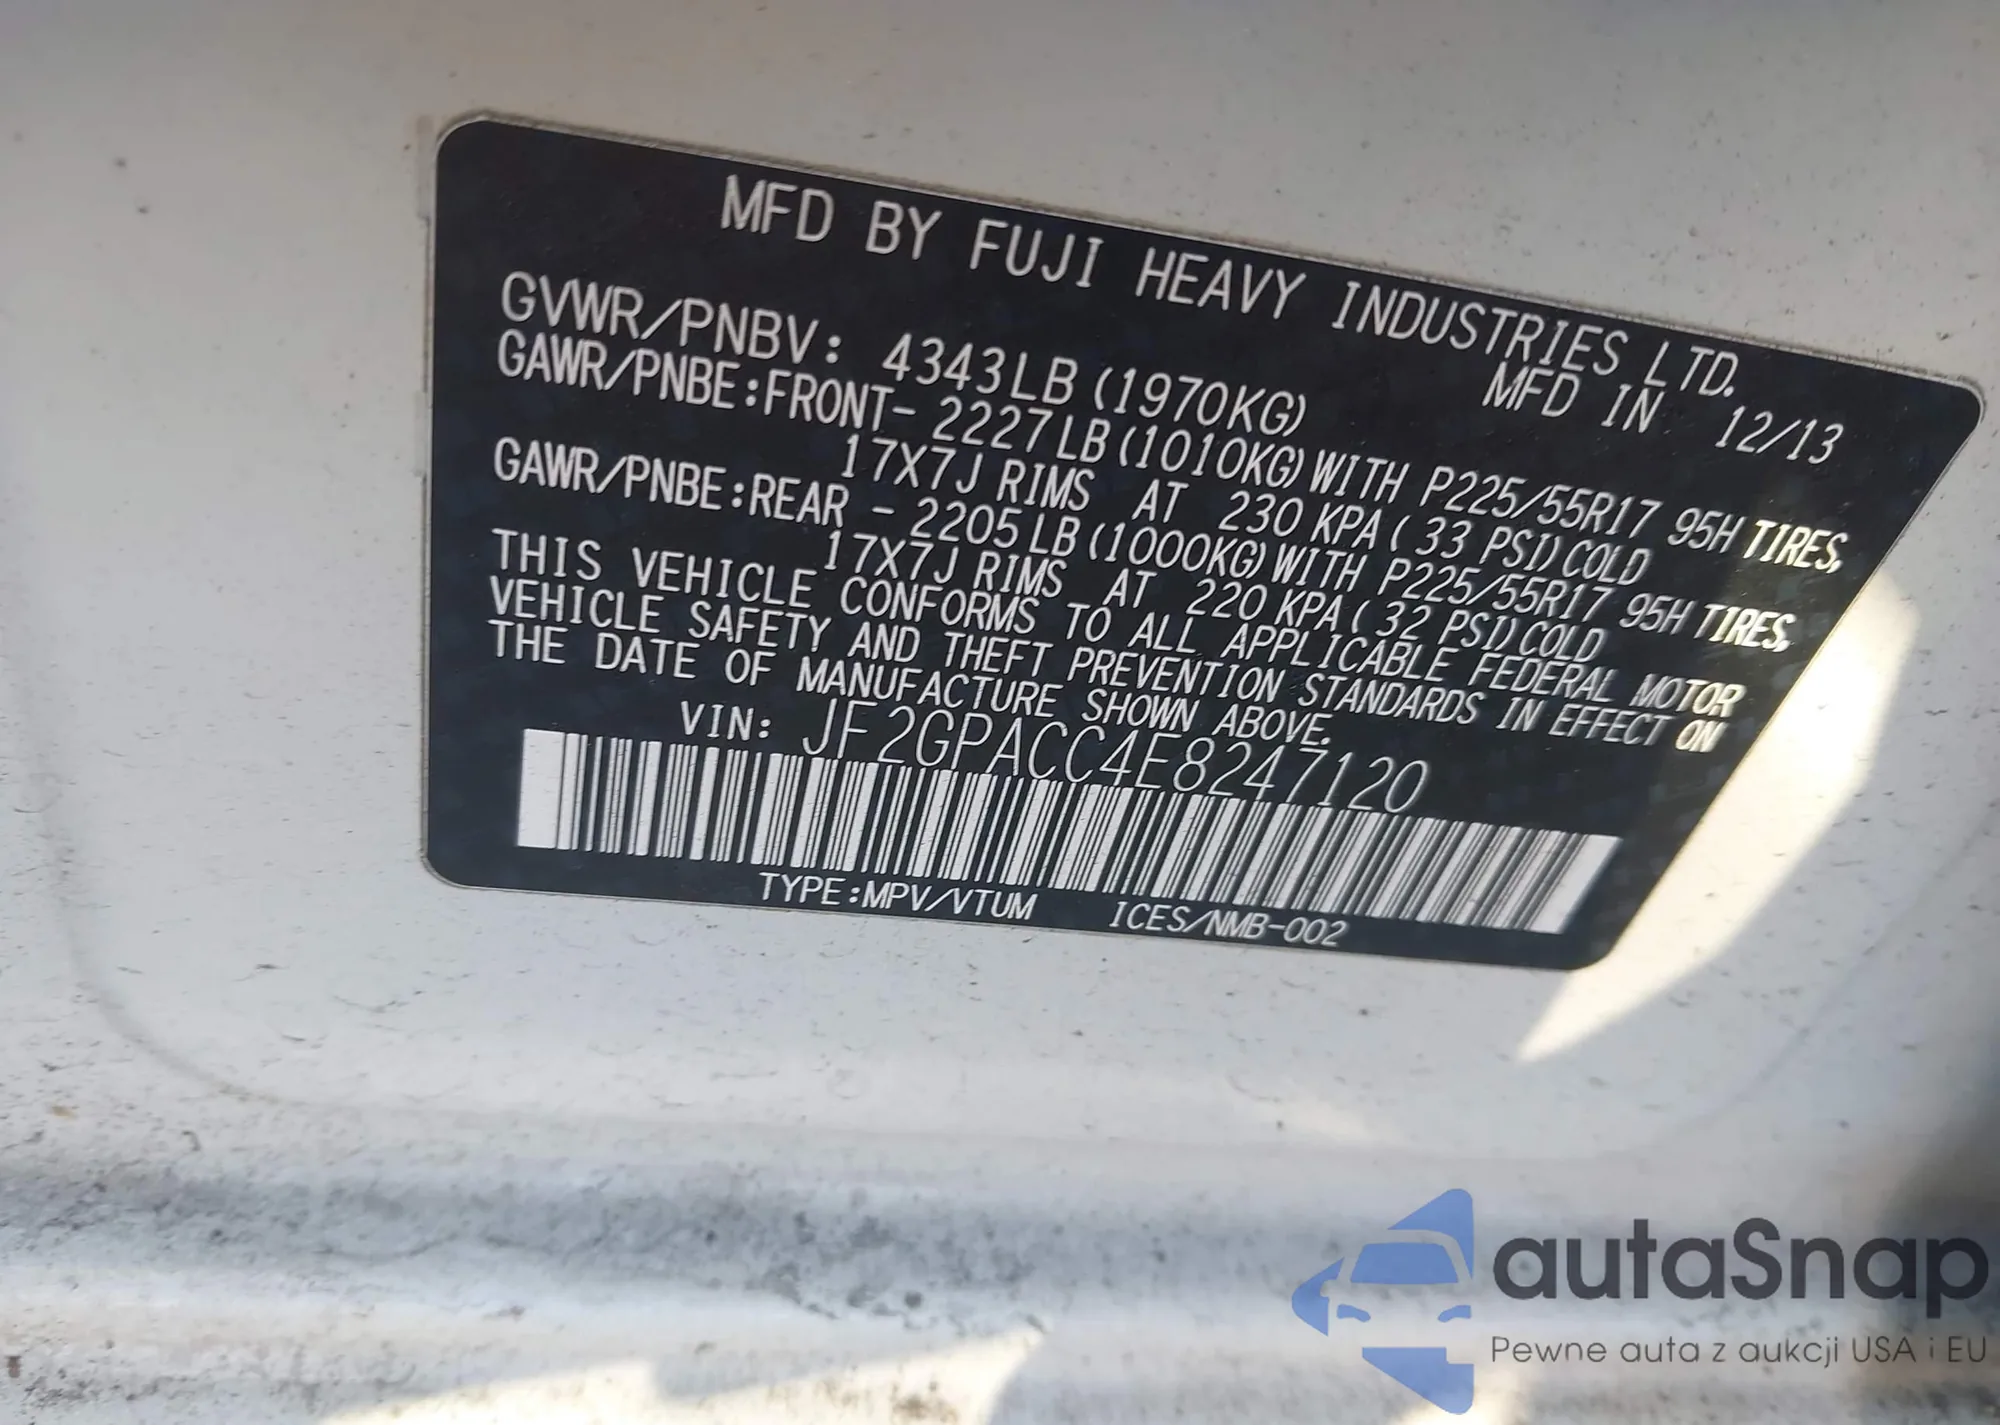 MFD BY FUJI HEAVY INDUSTRIES LTD.
MFD IN 12/13
GVWR/PNBV: 4343LB (1970KG)
GAWR/PNBE:FRONT- 2227LB (1010KG) WITH P225/55R17 95H TIRES,
17X7J RIMS AT 230 KPA( 33 PSI) COLD
GAWR/PNBE:REAR - 2205LB (1000KG) WITH P225/55R17 95H TIRES,
17X7J RIMS AT 220 KPA( 32 PSI) COLD
THIS VEHICLE CONFORMS TO ALL APPLICABLE FEDERAL MOTOR
VEHICLE SAFETY AND THEFT PREVENTION STANDARDS IN EFFECT ON
THE DATE OF MANUFACTURE SHOWN ABOVE.
VIN: JF2GPACC4E8247120
TYPE:MPV/VTUM ICES/NMB-002
autaSnap
Pewne auta z aukcji USA i EU